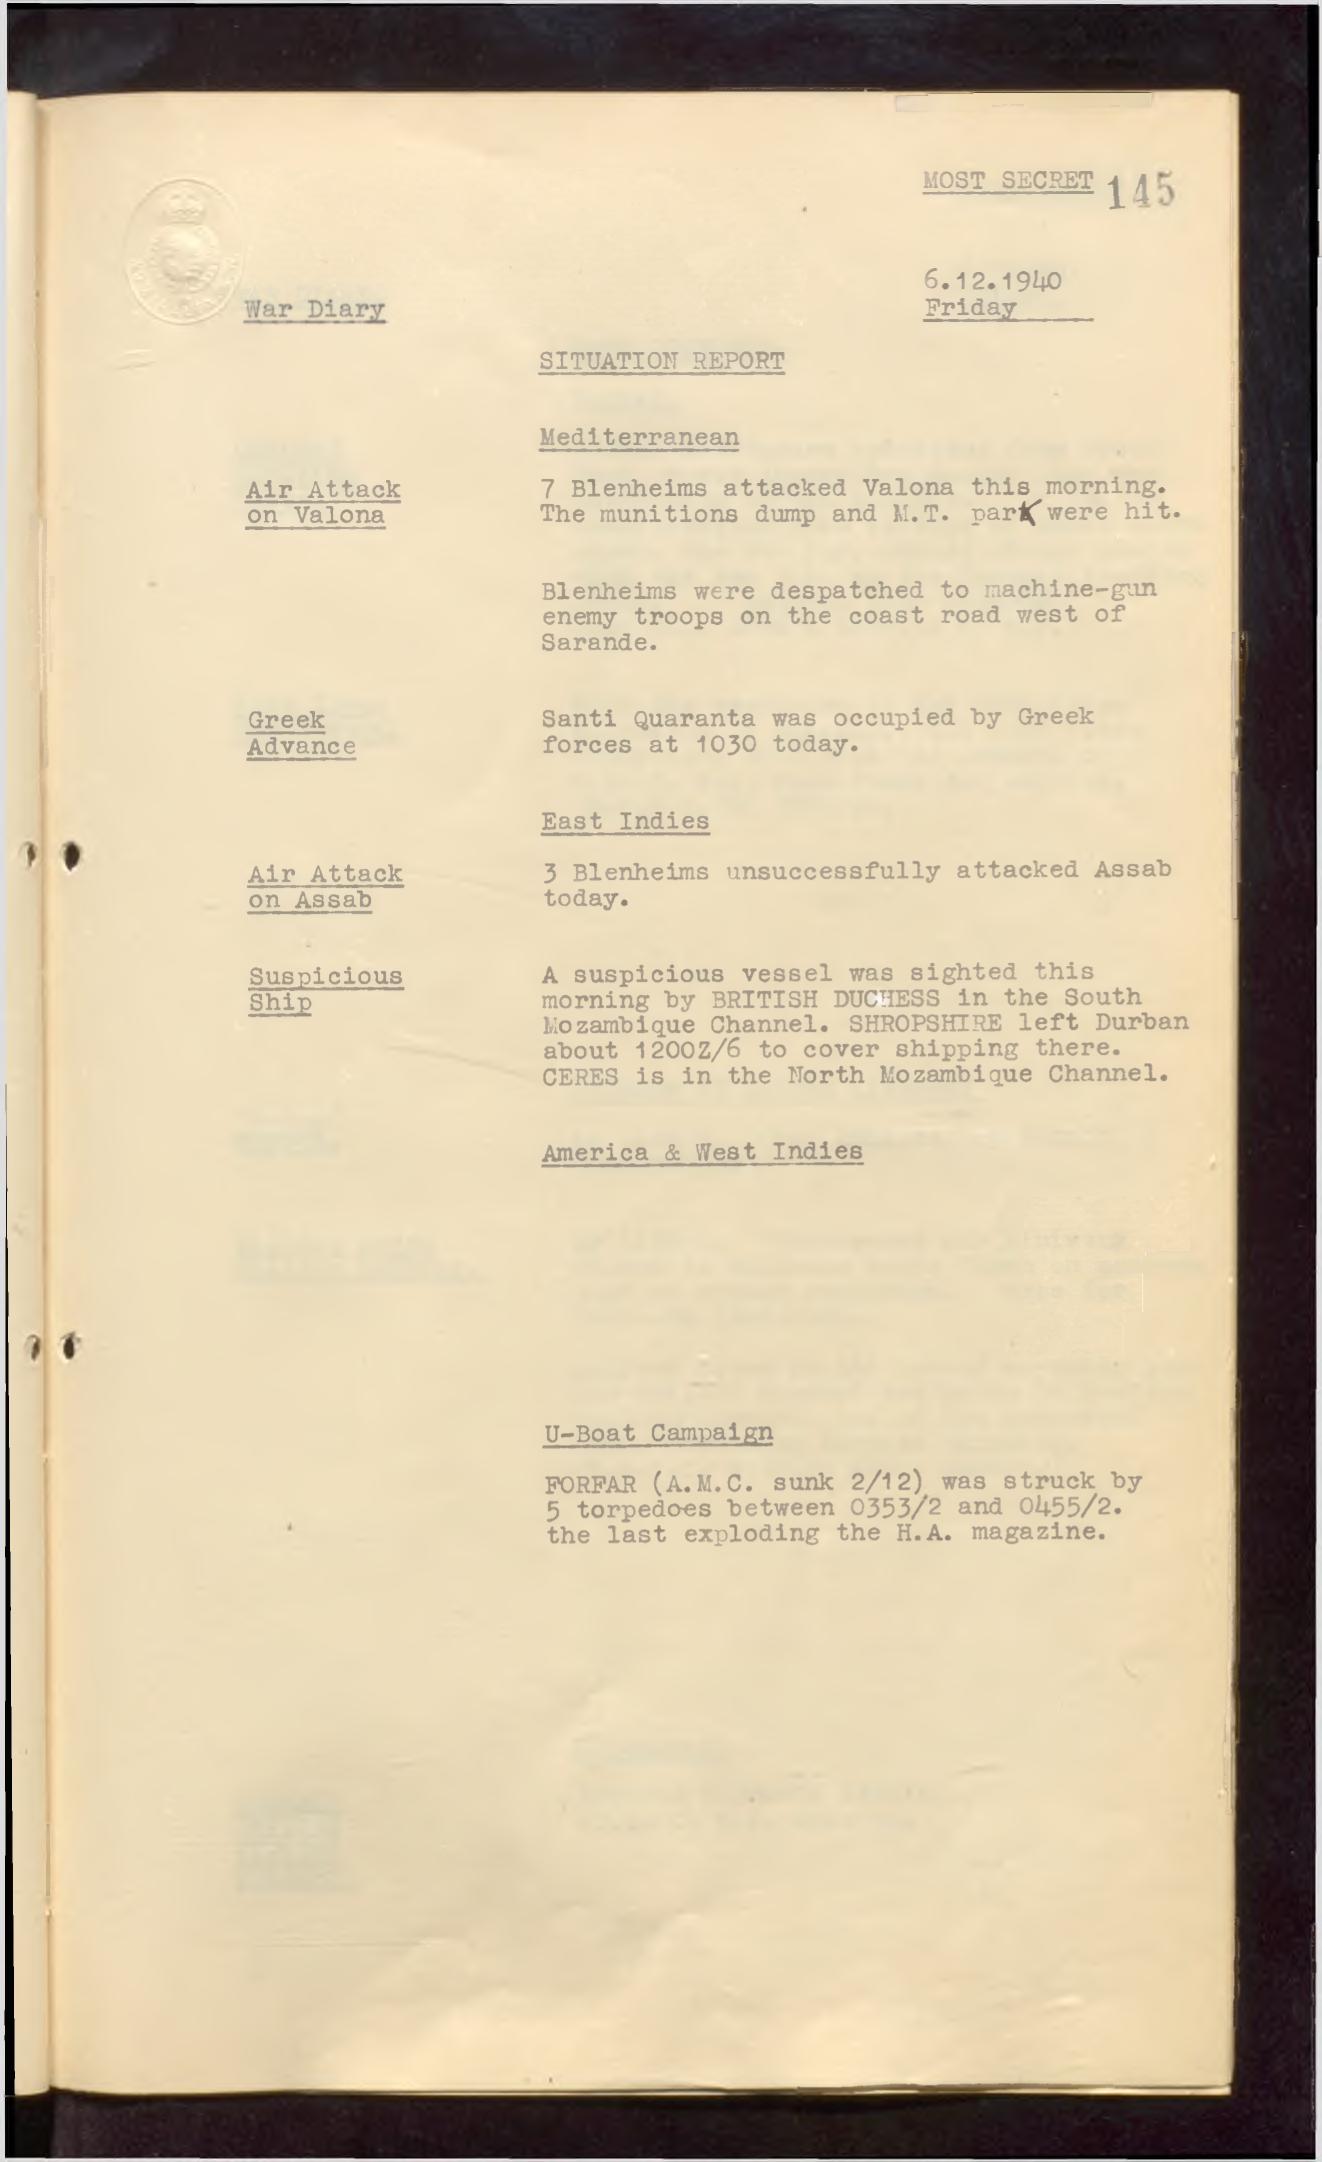 MOST SECRET 145
6.12.1940
War Diary
Friday
SITUATION REPORT
Mediterranean
Air Attack
on Valona
7 Blenheims attacked Valona this morning.
The munitions dump and M.T. park were hit.
Blenheims were despatched to machine-gun
enemy troops on the coast road west of
Sarande.
Greek
Advance
Santi Quaranta was occupied by Greek
forces at 1030 today.
East Indies
Air Attack
on Assab
3 Blenheims unsuccessfully attacked Assab
today.
Suspicious
Ship
A suspicious vessel was sighted this
morning by BRITISH DUCHESS in the South
Mozambique Channel. SHROPSHIRE left Durban
about 1200Z/6 to cover shipping there.
CERES is in the North Mozambique Channel.
America & West Indies
U-Boat Campaign
FORFAR (A.M.C. sunk 2/12) was struck by
5 torpedoes between 0353/2 and 0455/2.
the last exploding the H.A. magazine.